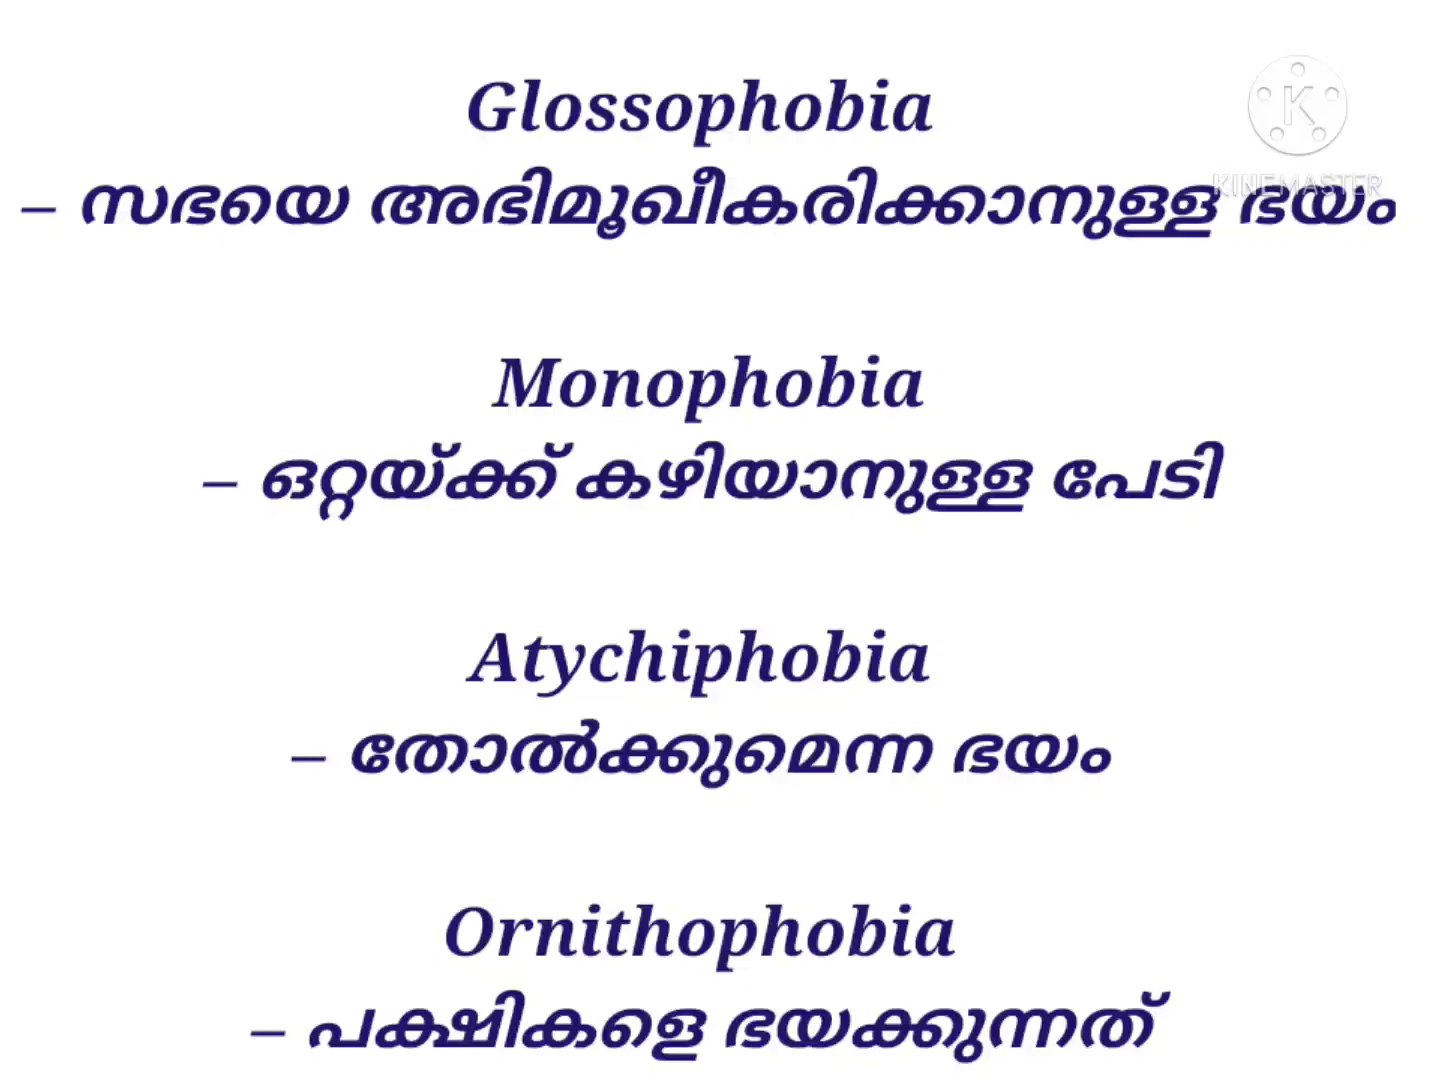 Glossophobia
K
KINEMASTER
– സഭയെ അഭിമൂഖീകരിക്കാനുള്ള ഭയം
Monophobia
– ഒറ്റയ്ക്ക് കഴിയാനുള്ള പേടി
Atychiphobia
– തോൽക്കുമെന്ന ഭയം
Ornithophobia
– പക്ഷികളെ ഭയക്കുന്നത്